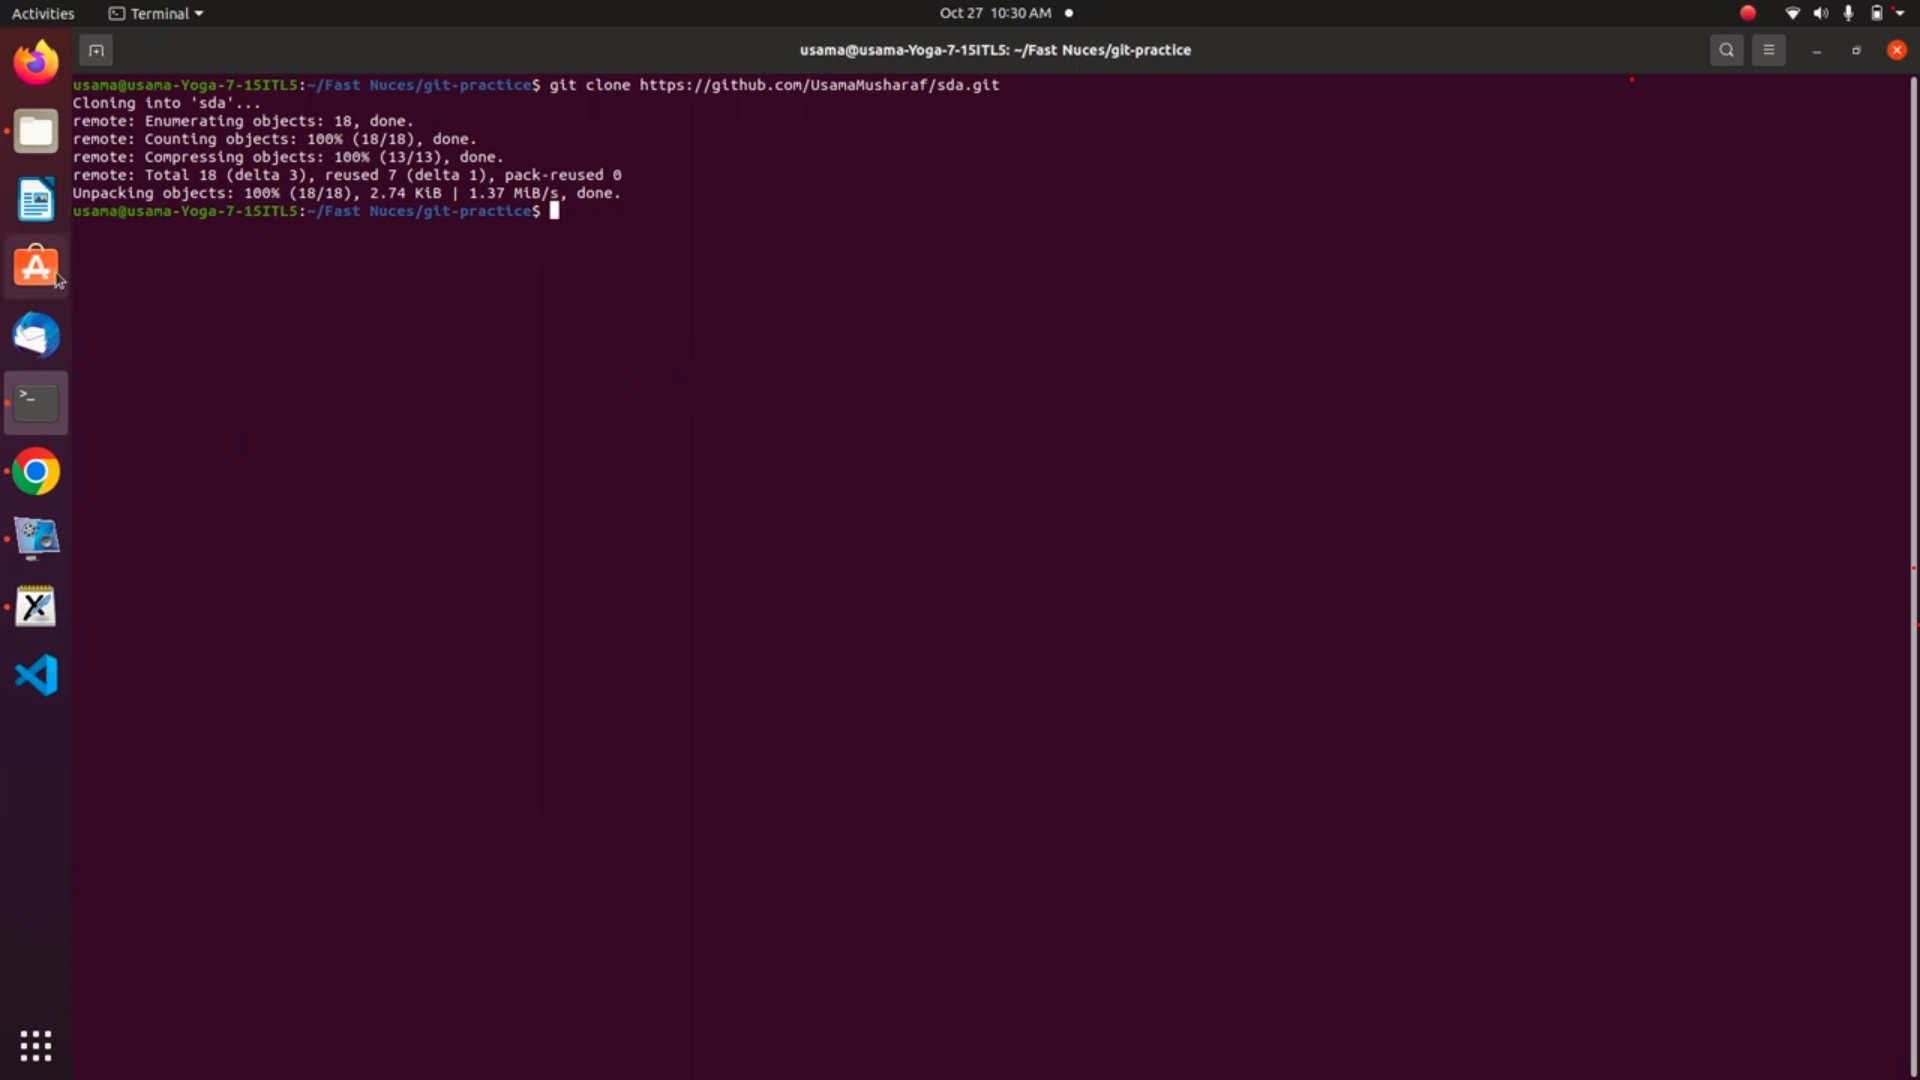 Activities Terminal Oct 27 10:30 AM
usama@usama-Yoga-7-15ITL5: ~/Fast Nuces/git-practice
usama@usama-Yoga-7-15ITL5:~/Fast Nuces/git-practice$ git clone https://github.com/UsamaMusharaf/sda.git
Cloning into 'sda'...
remote: Enumerating objects: 18, done.
remote: Counting objects: 100% (18/18), done.
remote: Compressing objects: 100% (13/13), done.
remote: Total 18 (delta 3), reused 7 (delta 1), pack-reused 0
Unpacking objects: 100% (18/18), 2.74 KiB | 1.37 MiB/s, done.
usama@usama-Yoga-7-15ITL5:~/Fast Nuces/git-practice$